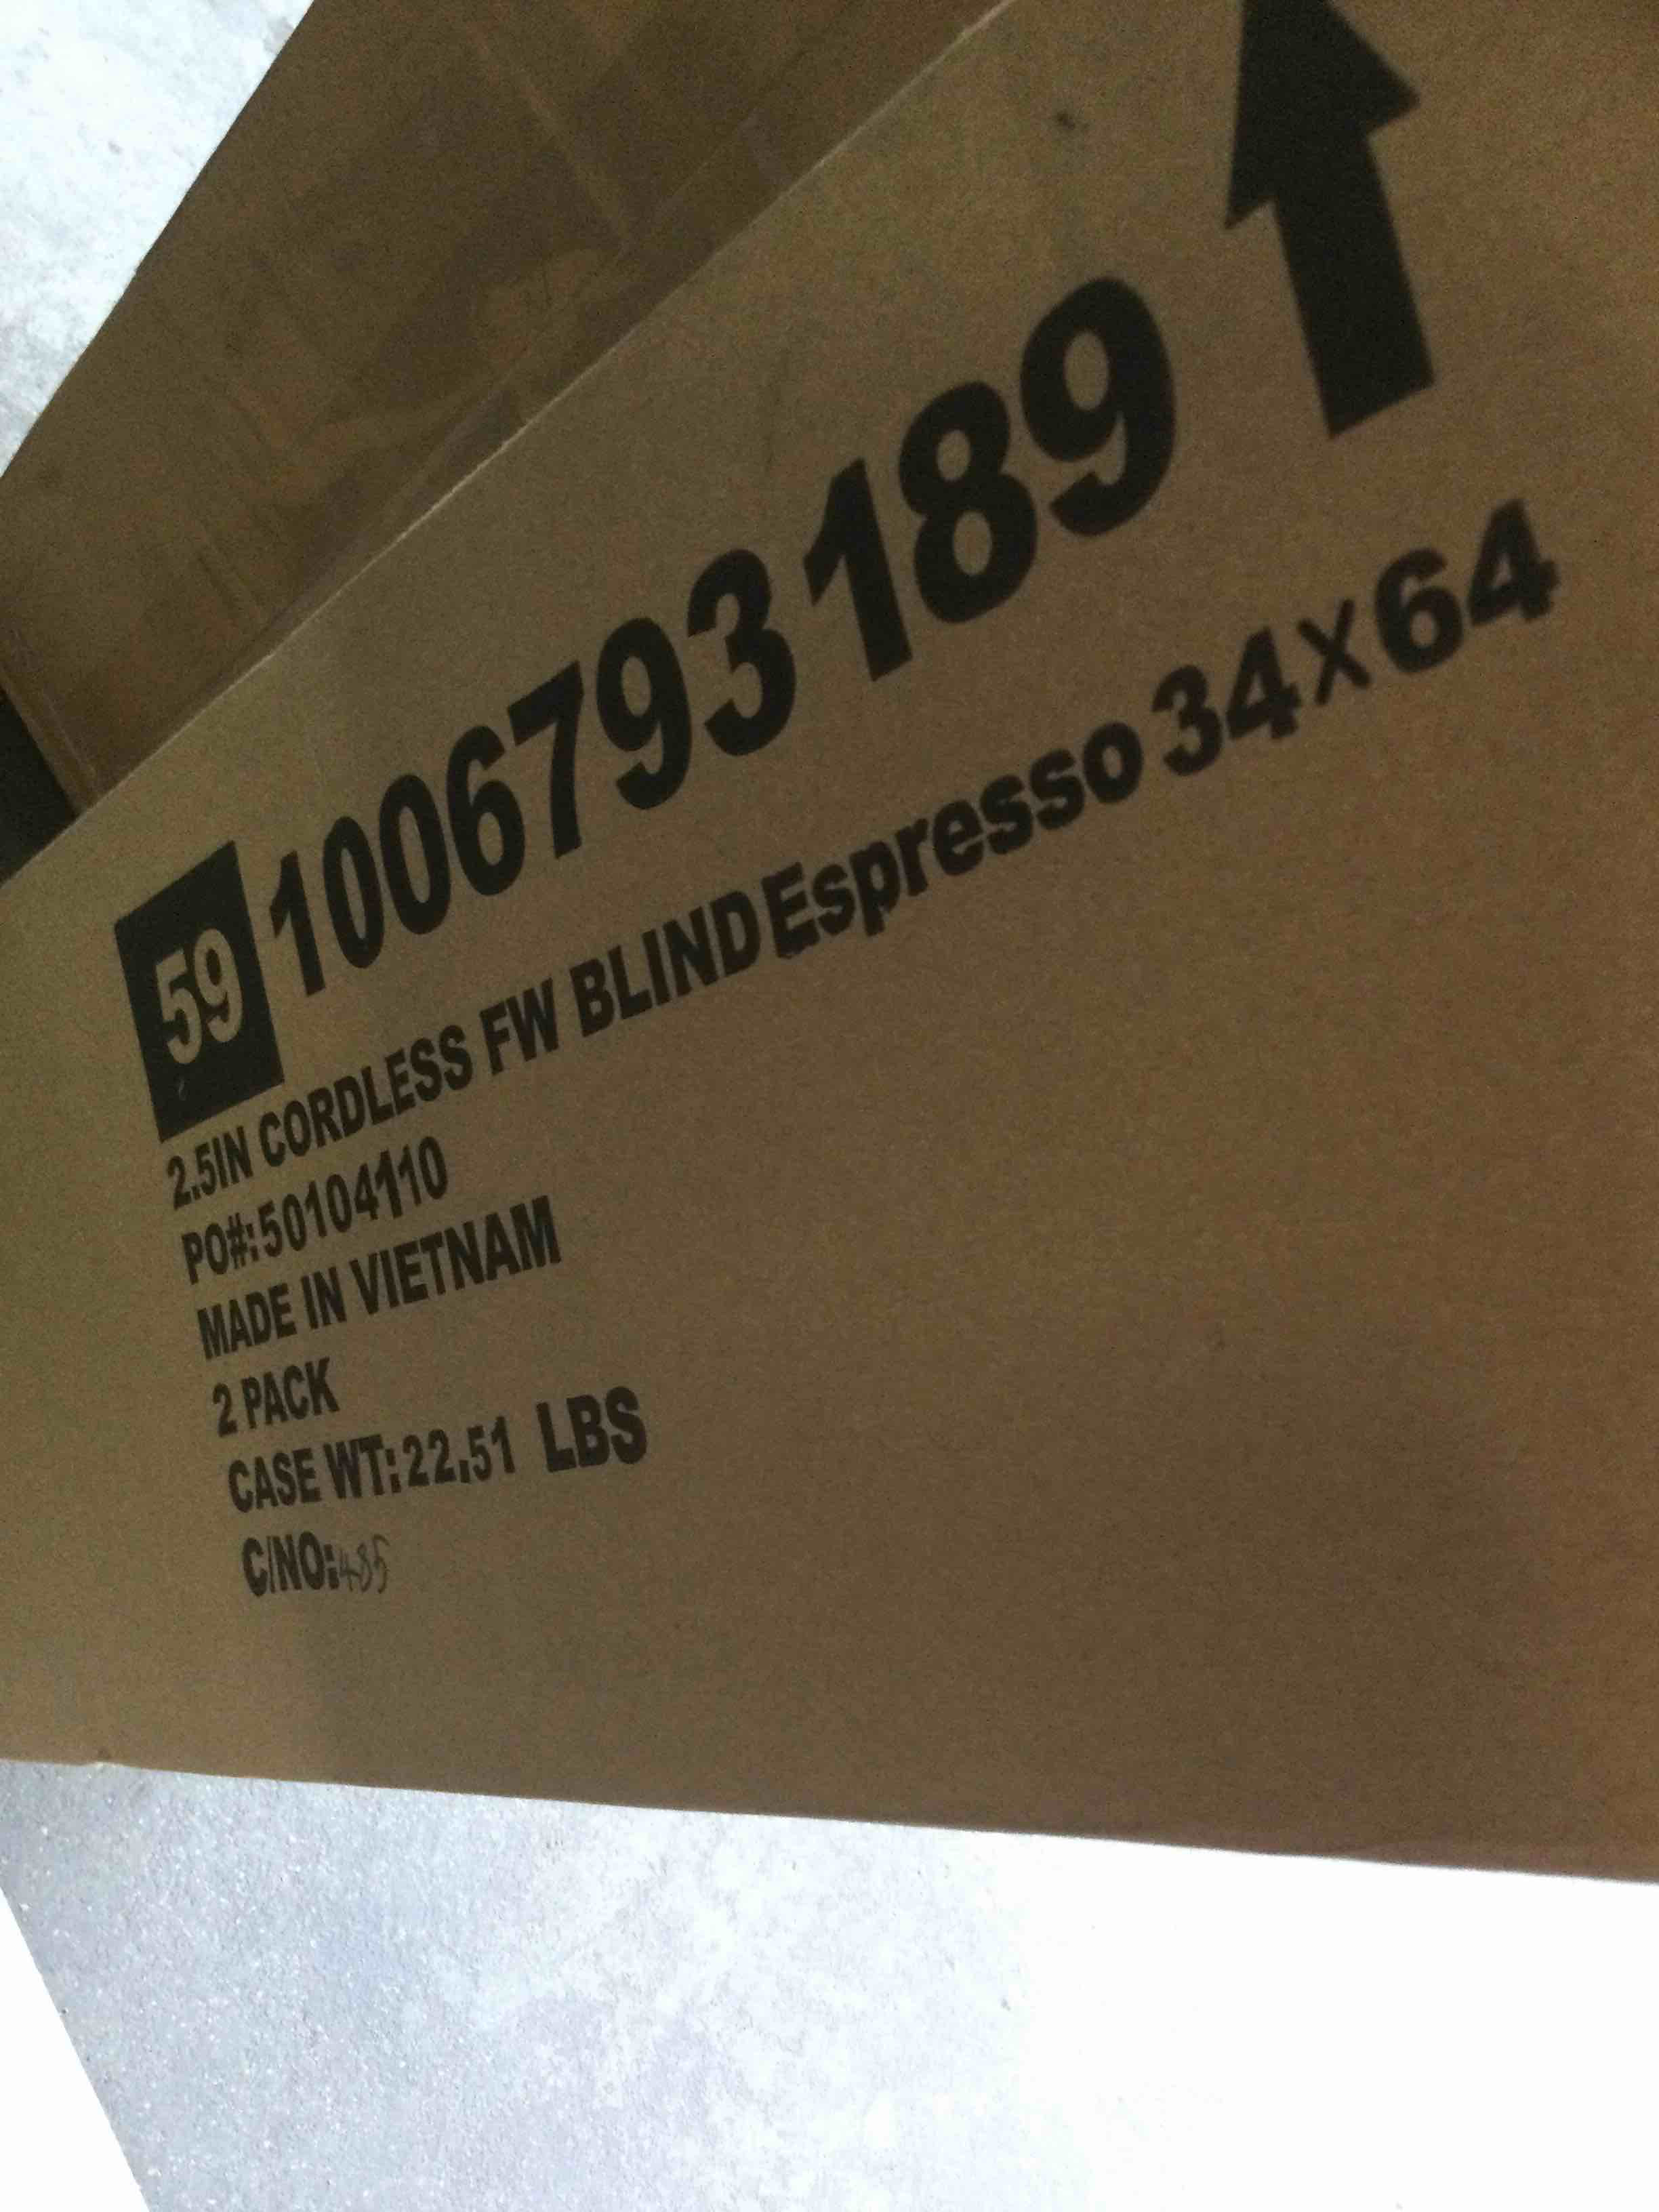 59 1006793189
2.5IN CORDLESS FW BLIND Espresso 34X64
PO#:50104110
MADE IN VIETNAM
2 PACK
CASE WT:22.51 LBS
C/NO:485